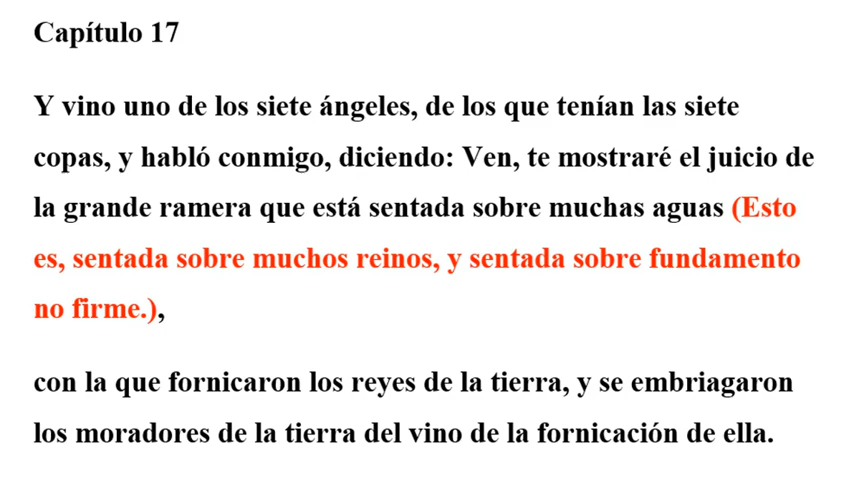 Capítulo 17
Y vino uno de los siete ángeles, de los que tenían las siete
copas, y habló conmigo, diciendo: Ven, te mostraré el juicio de
la grande ramera que está sentada sobre muchas aguas (Esto
es, sentada sobre muchos reinos, y sentada sobre fundamento
no firme.),
con la que fornicaron los reyes de la tierra, y se embriagaron
los moradores de la tierra del vino de la fornicación de ella.